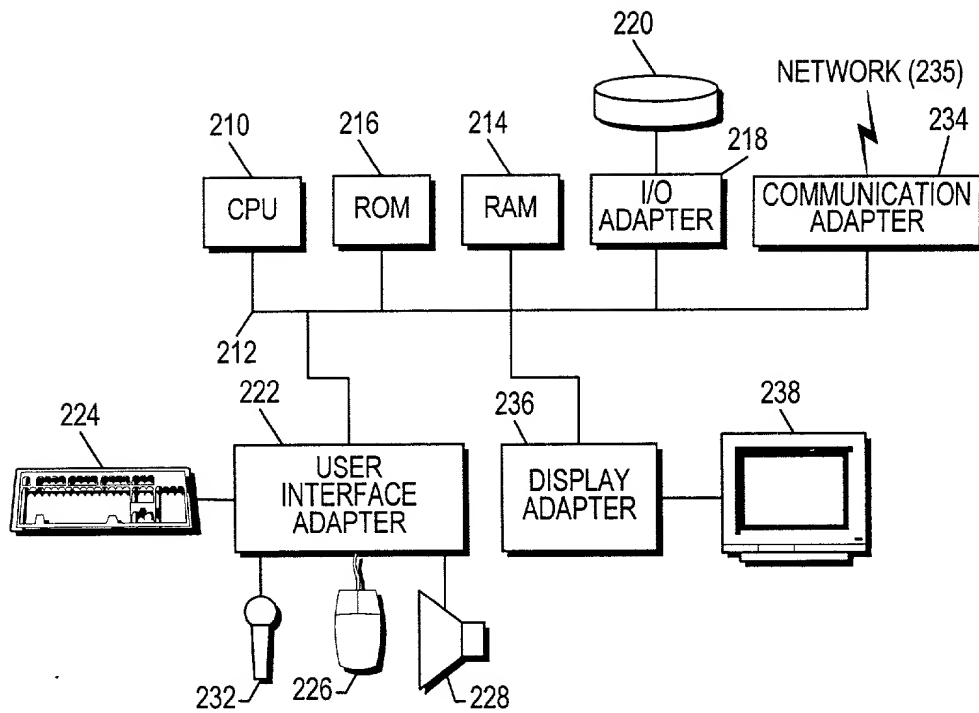 220
NETWORK (235)
210
216
214
218
234
CPU
ROM
RAM
I/O
ADAPTER
COMMUNICATION
ADAPTER
212
222
236
238
224
USER
INTERFACE
ADAPTER
DISPLAY
ADAPTER
232
226
228